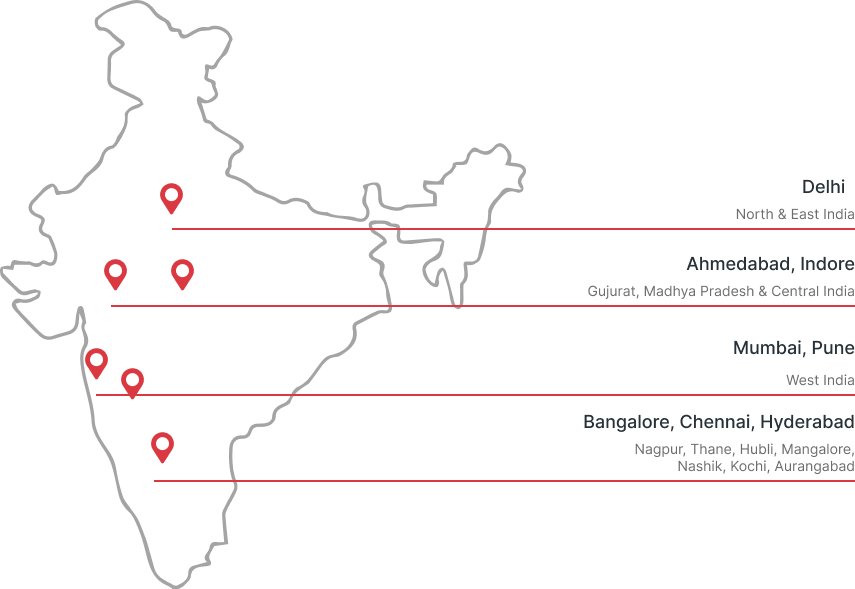 Delhi
North & East India
Ahmedabad, Indore
Gujurat, Madhya Pradesh & Central India
Mumbai, Pune
West India
Bangalore, Chennai, Hyderabad
Nagpur, Thane, Hubli, Mangalore,
Nashik, Kochi, Aurangabad